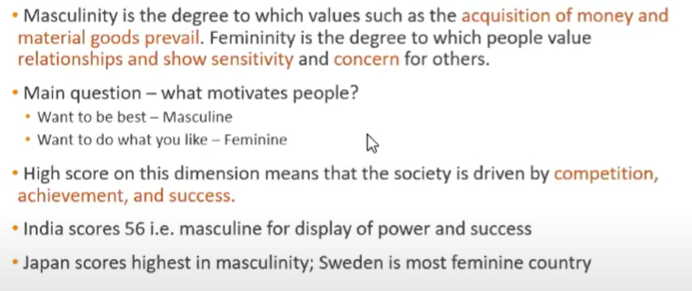 • Masculinity is the degree to which values such as the acquisition of money and
material goods prevail. Femininity is the degree to which people value
relationships and show sensitivity and concern for others.
• Main question – what motivates people?
• Want to be best – Masculine
• Want to do what you like – Feminine
• High score on this dimension means that the society is driven by competition,
achievement, and success.
• India scores 56 i.e. masculine for display of power and success
• Japan scores highest in masculinity; Sweden is most feminine country